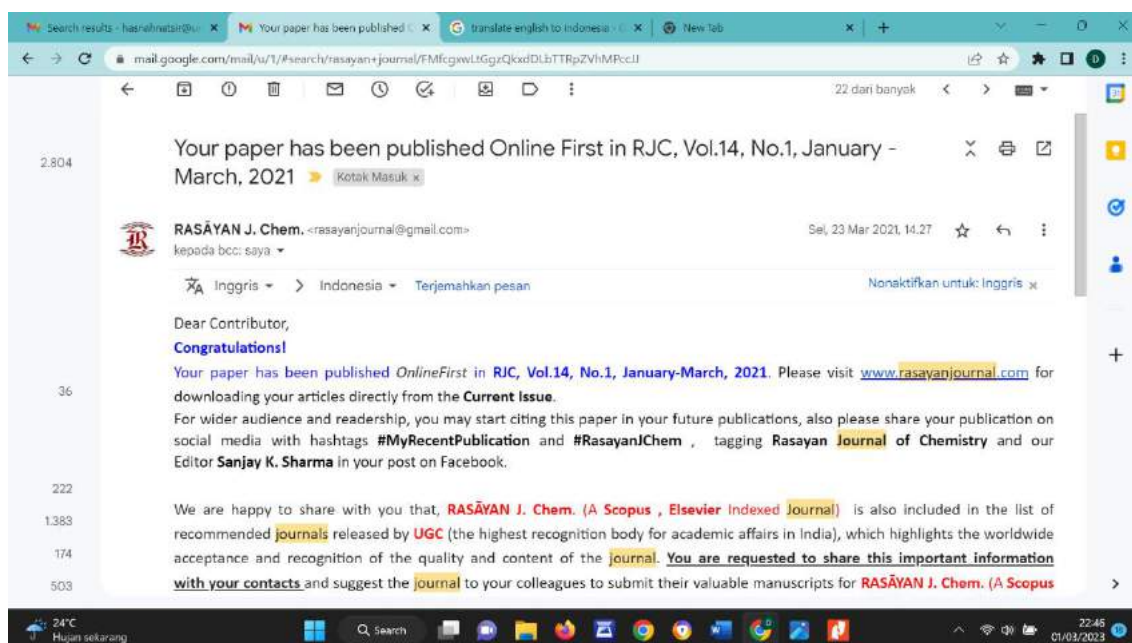 Search results - hasnahnatsir@un
Your paper has been published
translate english to indonesia -
New Tab
mail.google.com/mail/u/1/#search/rasayan+journal/
22 dari banyak
2.804
Your paper has been published Online First in RJC, Vol.14, No.1, January -
March, 2021 Kotak Masuk x
RASĀYAN J. Chem. <rasayanjournal@gmail.com>
Sel, 23 Mar 2021, 14.27
kepada bcc: saya
Inggris > Indonesia Terjemahkan pesan
Nonaktifkan untuk: Inggris x
Dear Contributor,
Congratulations!
Your paper has been published OnlineFirst in RJC, Vol.14, No.1, January-March, 2021. Please visit www.rasayanjournal.com for
36
downloading your articles directly from the Current Issue.
For wider audience and readership, you may start citing this paper in your future publications, also please share your publication on
social media with hashtags #MyRecentPublication and #RasayanJChem , tagging Rasayan Journal of Chemistry and our
Editor Sanjay K. Sharma in your post on Facebook.
222
We are happy to share with you that, RASĀYAN J. Chem. (A Scopus , Elsevier Indexed Journal) is also included in the list of
1.383
recommended journals released by UGC (the highest recognition body for academic affairs in India), which highlights the worldwide
174
acceptance and recognition of the quality and content of the journal. You are requested to share this important information
503
with your contacts and suggest the journal to your colleagues to submit their valuable manuscripts for RASĀYAN J. Chem. (A Scopus
24°C
Hujan sekarang
Search
22:46
01/03/2023